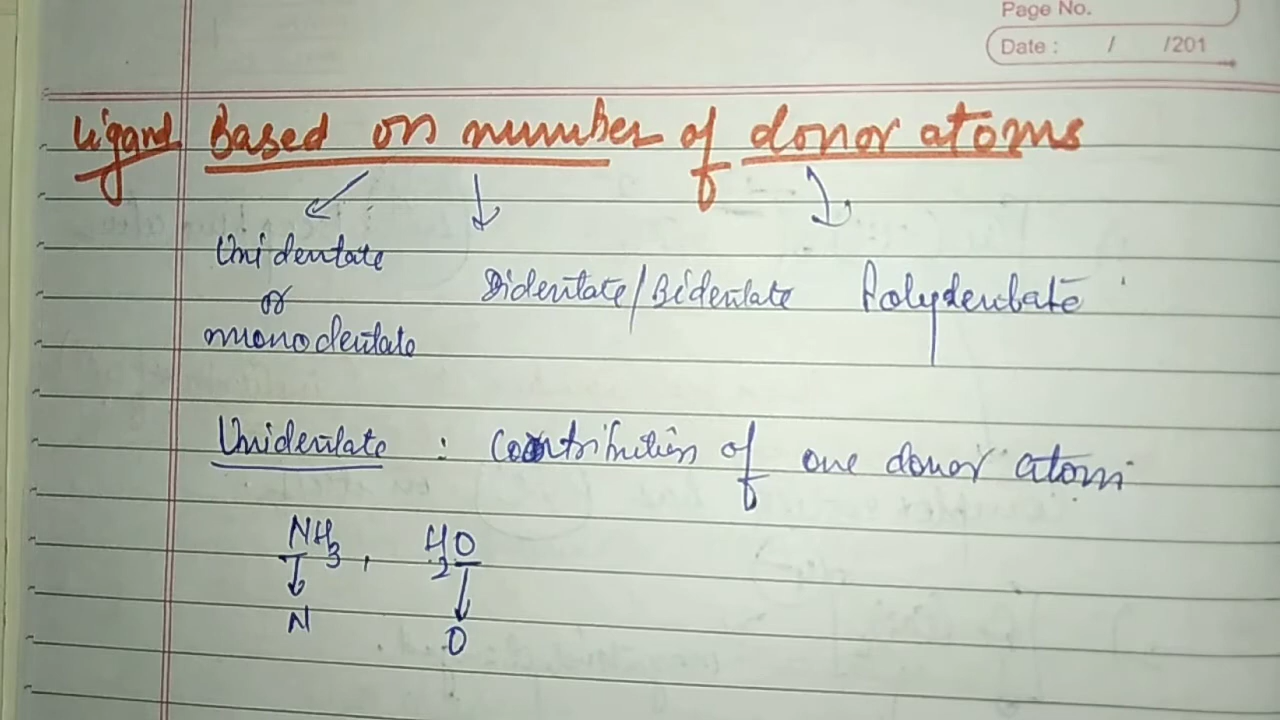 Page No.
Date : / /201
Ligand Based on number of donor atoms
Unidentate
or
monodentate
Didentate/Bidentate
Polydentate
Unidentate : Contribution of one donor atom
NH₃, H₂O
N O